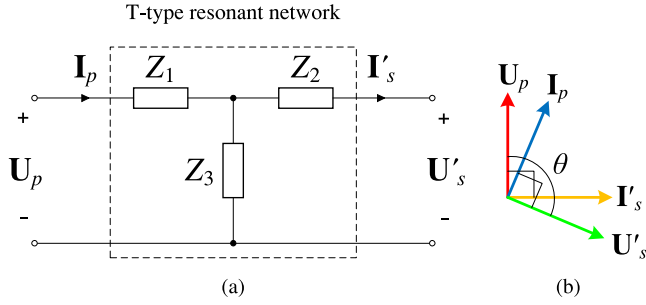 T-type resonant network
I_p Z_1 Z_2 I'_s
+ +
U_p Z_3 U'_s
- -
(a)
U_p I_p
θ
I'_s
U'_s
(b)